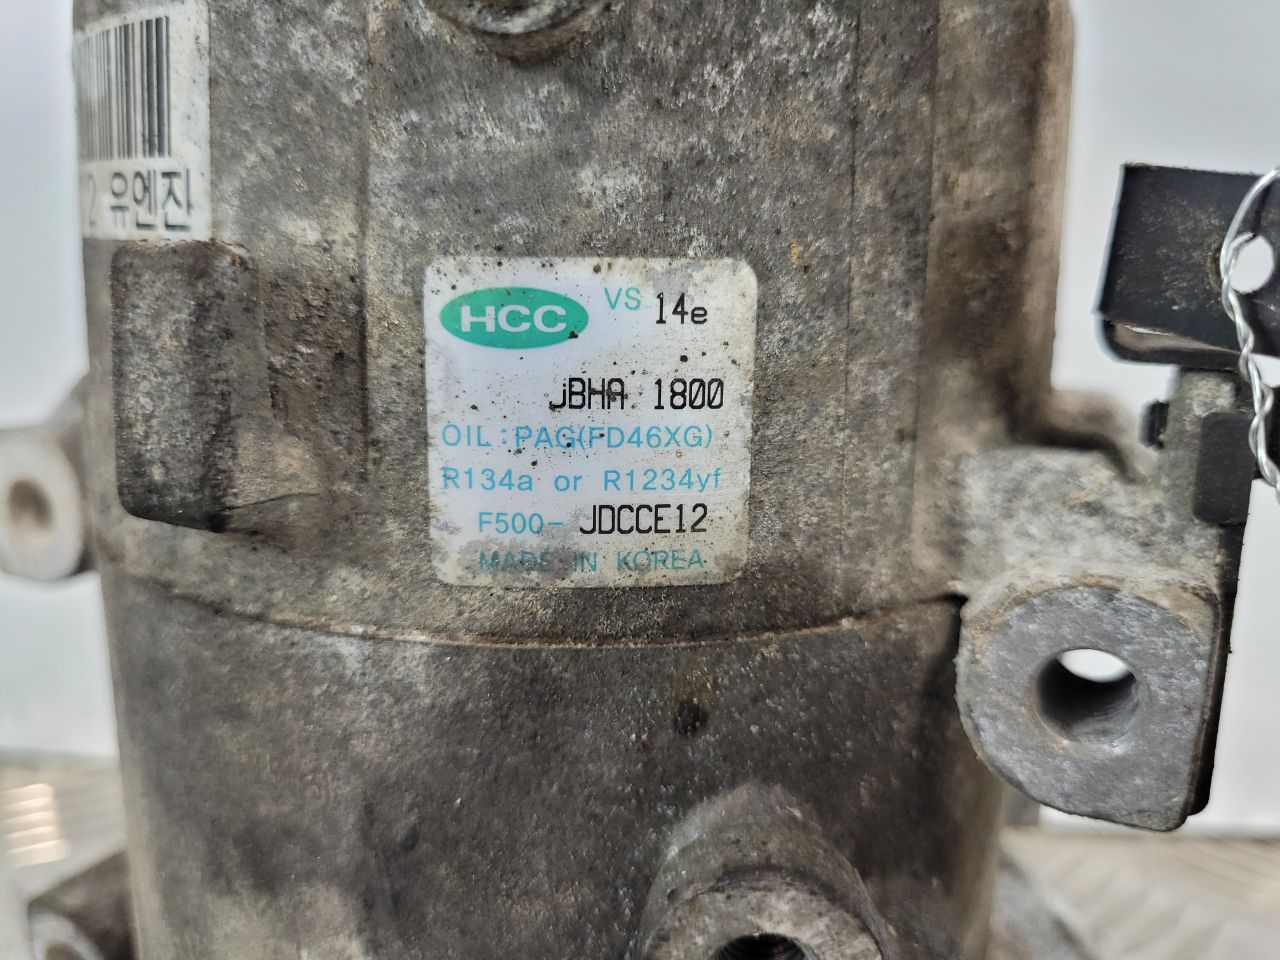 유엔진
HCC VS 14e
JBHA 1800
OIL : PAG(FD46XG)
R134a or R1234yf
F500- JDCCE12
MADE IN KOREA